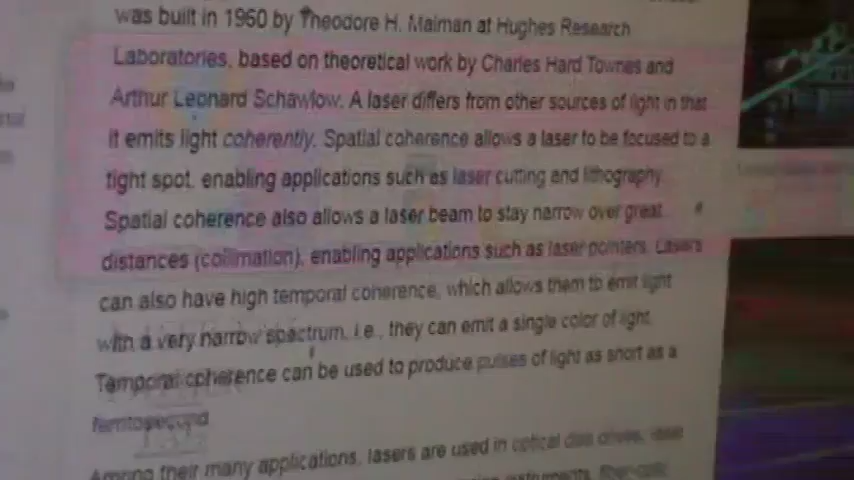 was built in 1960 by Theodore H. Maiman at Hughes Research
Laboratories, based on theoretical work by Charles Hard Townes and
Arthur Leonard Schawlow. A laser differs from other sources of light in that
it emits light coherently. Spatial coherence allows a laser to be focused to a
tight spot, enabling applications such as laser cutting and lithography.
Spatial coherence also allows a laser beam to stay narrow over great
distances (collimation), enabling applications such as laser pointers. Lasers
can also have high temporal coherence, which allows them to emit light
with a very narrow spectrum, i.e., they can emit a single color of light.
Temporal coherence can be used to produce pulses of light as short as a
femtosecond.
Among their many applications, lasers are used in optical disk drives, laser
instruments, fiber-optic